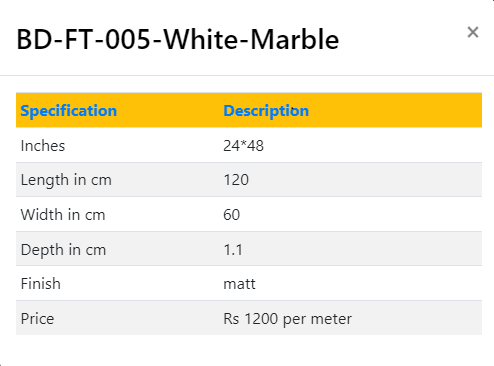 BD-FT-005-White-Marble ×
Specification Description
Inches 24*48
Length in cm 120
Width in cm 60
Depth in cm 1.1
Finish matt
Price Rs 1200 per meter